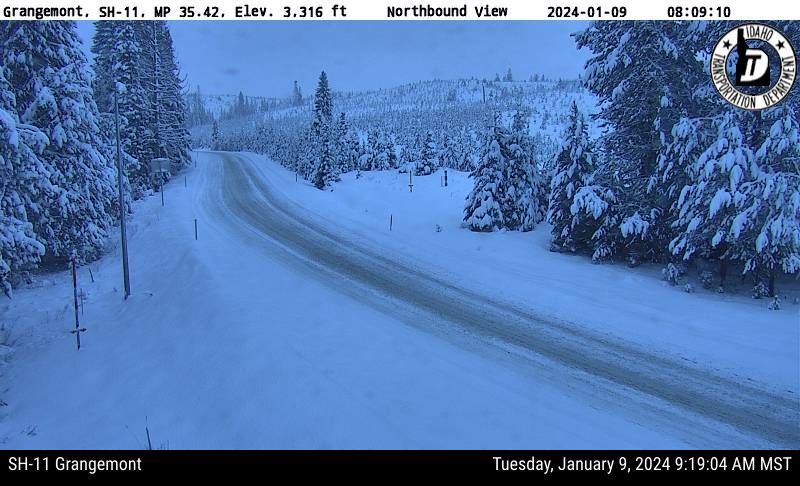 Grangemont, SH-11, MP 35.42, Elev. 3,316 ft Northbound View 2024-01-09 08:09:10
IDAHO
TRANSPORTATION DEPARTMENT
SH-11 Grangemont Tuesday, January 9, 2024 9:19:04 AM MST